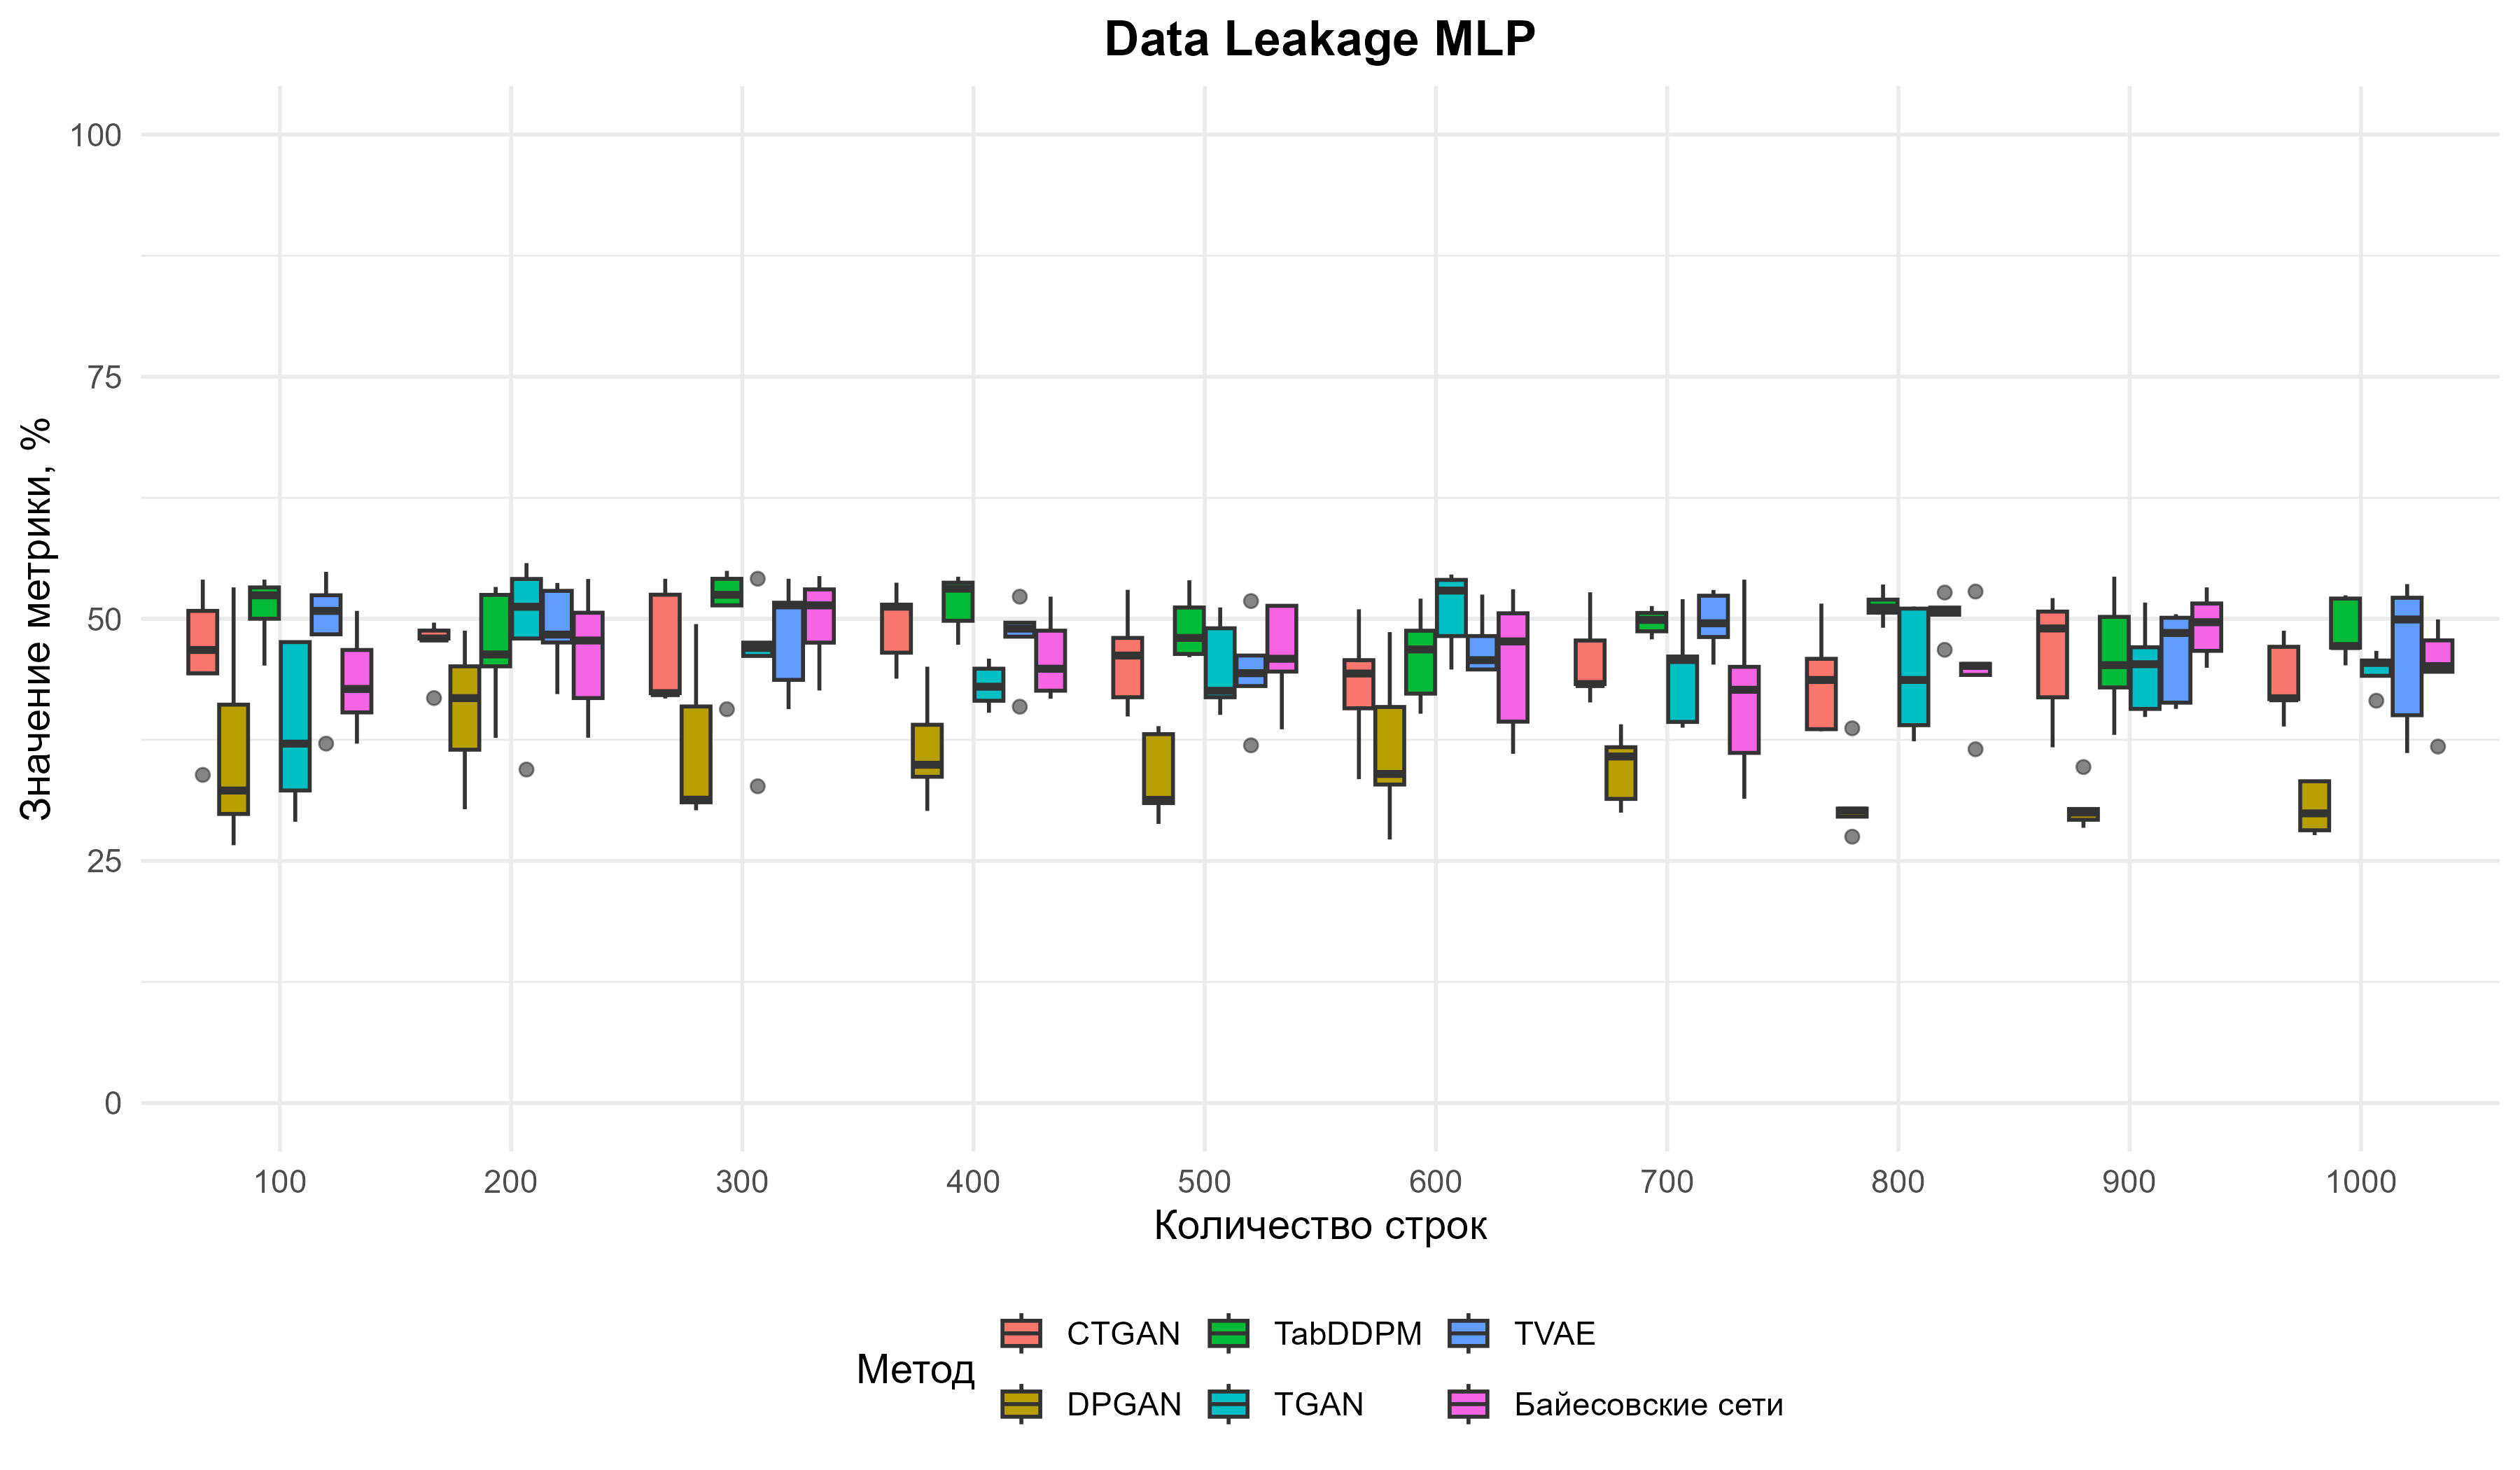 Data Leakage MLP
Значение метрики, %
100
75
50
25
0
100 200 300 400 500 600 700 800 900 1000
Количество строк
Метод
CTGAN TabDDPM TVAE
DPGAN TGAN Байесовские сети